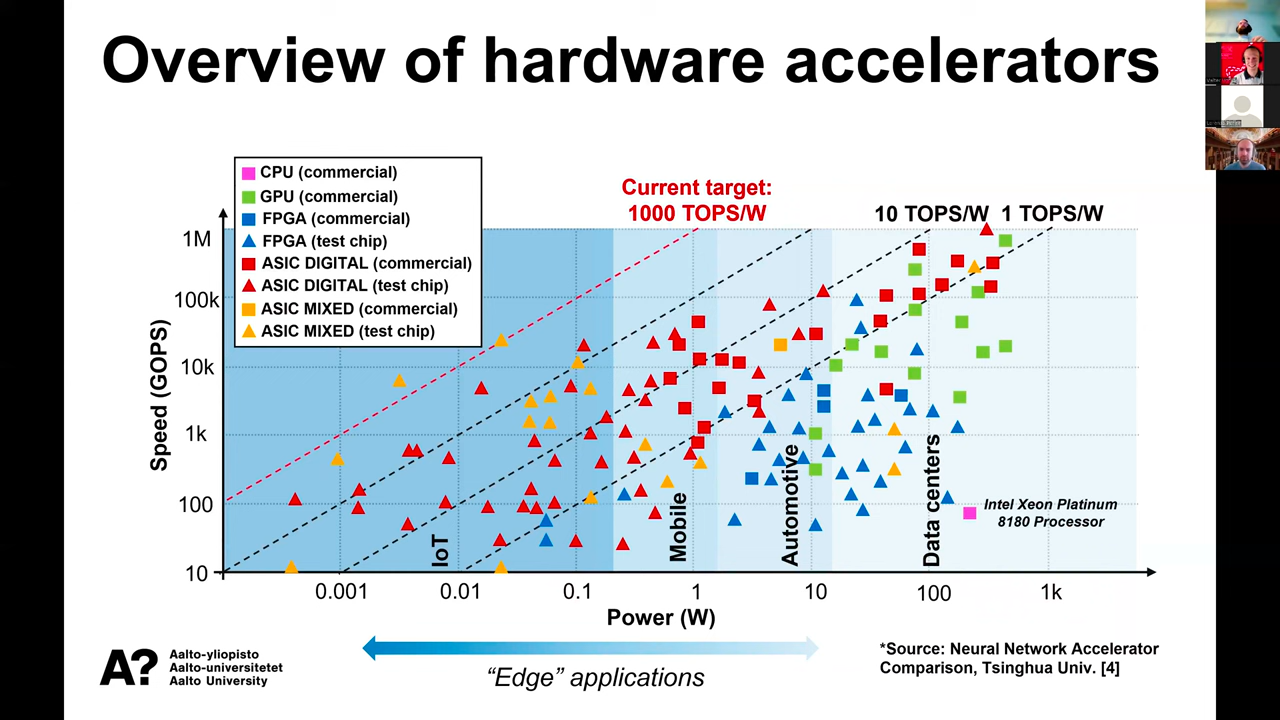 Overview of hardware accelerators
CPU (commercial)
GPU (commercial)
FPGA (commercial)
FPGA (test chip)
ASIC DIGITAL (commercial)
ASIC DIGITAL (test chip)
ASIC MIXED (commercial)
ASIC MIXED (test chip)
Current target:
1000 TOPS/W
10 TOPS/W
1 TOPS/W
Speed (GOPS)
1M
100k
10k
1k
100
10
IoT
Mobile
Automotive
Data centers
Intel Xeon Platinum
8180 Processor
0.001
0.01
0.1
1
10
100
1k
Power (W)
“Edge” applications
A?
Aalto-yliopisto
Aalto-universitetet
Aalto University
*Source: Neural Network Accelerator
Comparison, Tsinghua Univ. [4]